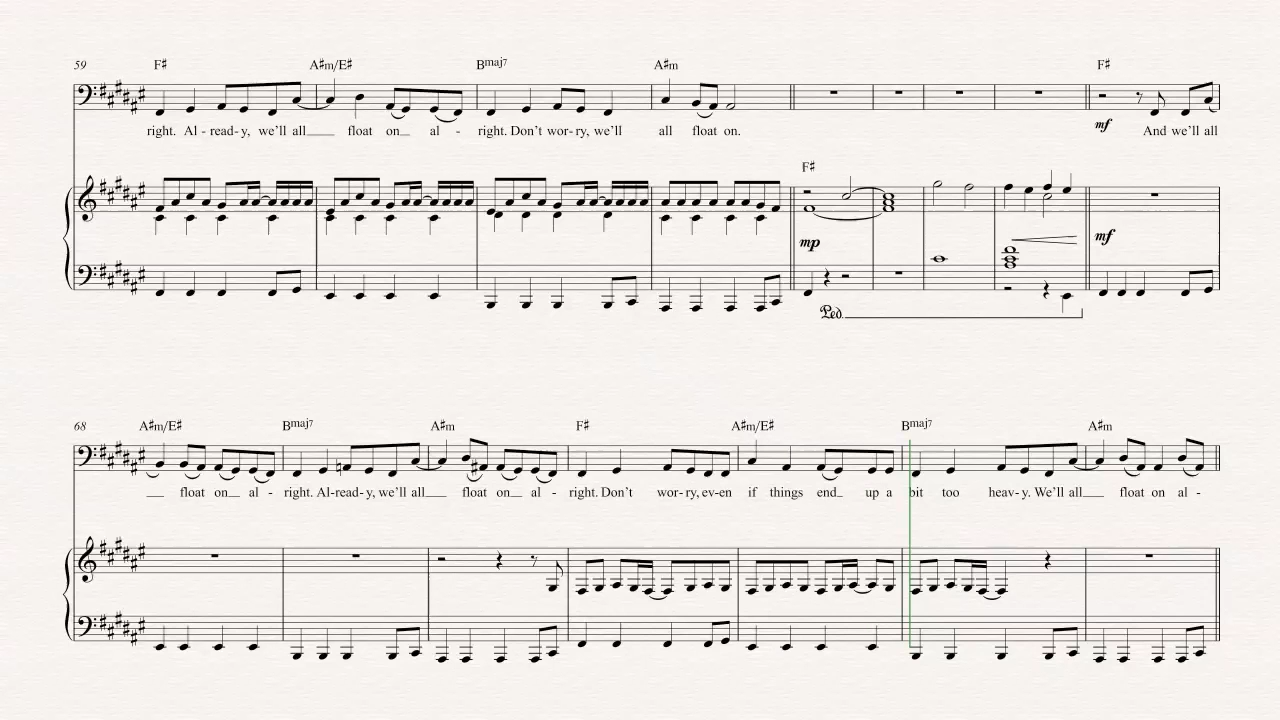 59 F♯ A♯m/E♯ Bmaj7 A♯m F♯
mf
right. Al - read - y, we'll all float on al - right. Don't wor - ry, we'll all float on. And we'll all
F♯
mp mf
Ped.
68 A♯m/E♯ Bmaj7 A♯m F♯ A♯m/E♯ Bmaj7 A♯m
float on al - right. Al - read - y, we'll all float on al - right. Don't wor - ry, ev - en if things end up a bit too heav - y. We'll all float on al -